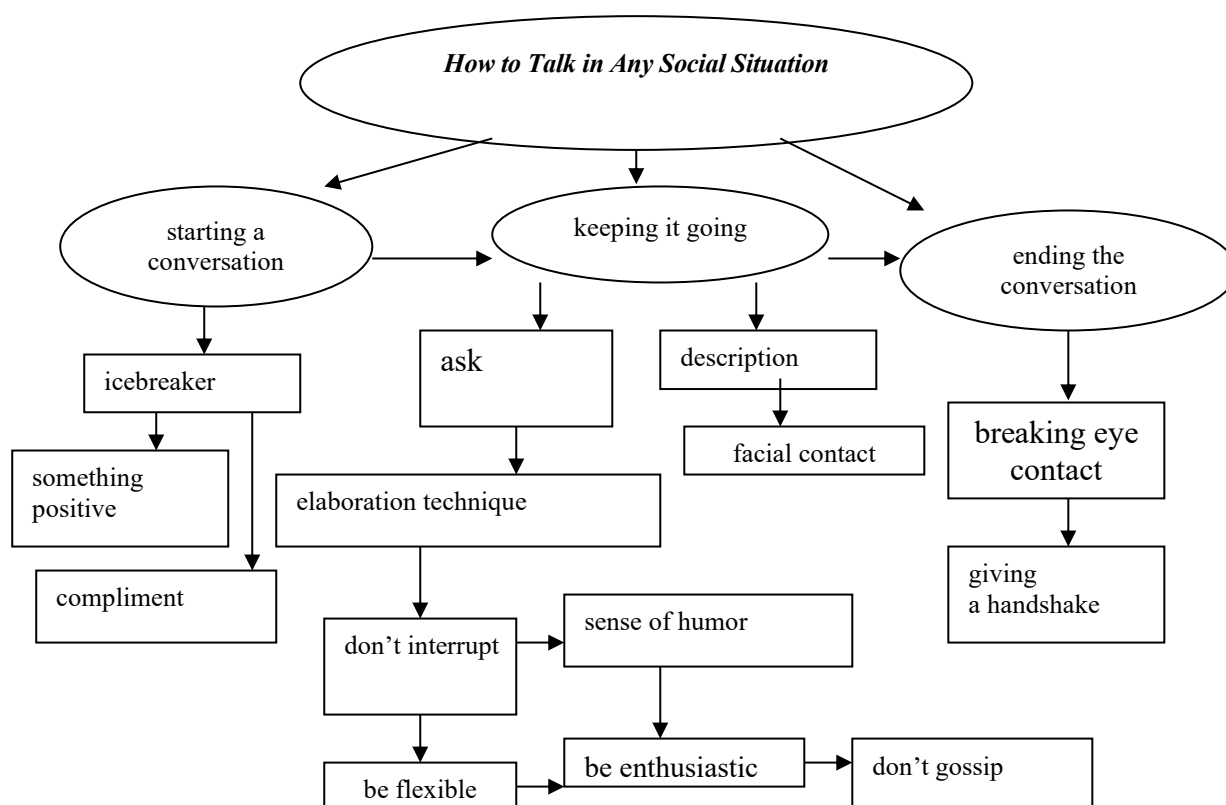 How to Talk in Any Social Situation
starting a
conversation
keeping it going
ending the
conversation
icebreaker
ask
description
breaking eye
contact
something
positive
facial contact
elaboration technique
compliment
giving
a handshake
don’t interrupt
sense of humor
be flexible
be enthusiastic
don’t gossip